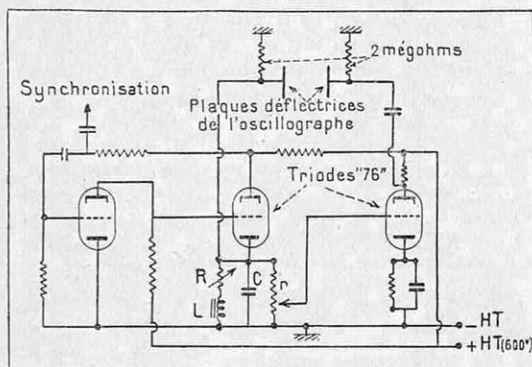 2 mégohms
Synchronisation
Plaques déflectrices
de l'oscillographe
Triodes "76"
R
C
r
L
- HT
+ HT (600ᵛ)